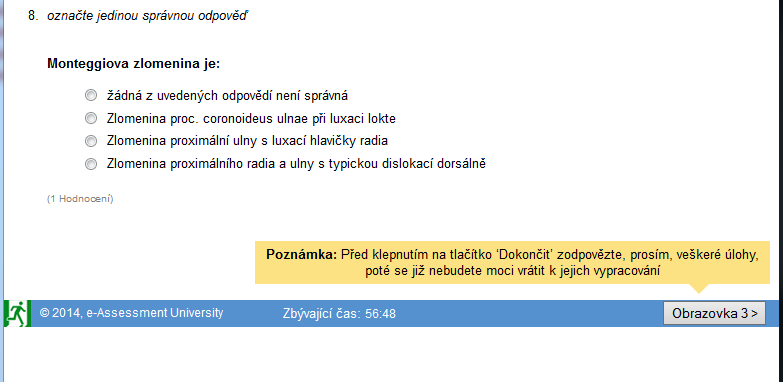 8. označte jedinou správnou odpověď
Monteggiova zlomenina je:
žádná z uvedených odpovědí není správná
Zlomenina proc. coronoideus ulnae při luxaci lokte
Zlomenina proximální ulny s luxací hlavičky radia
Zlomenina proximálního radia a ulny s typickou dislokací dorsálně
(1 Hodnocení)
Poznámka: Před klepnutím na tlačítko ‘Dokončit’ zodpovězte, prosím, veškeré úlohy,
poté se již nebudete moci vrátit k jejich vypracování
© 2014, e-Assessment University Zbývající čas: 56:48 Obrazovka 3 >